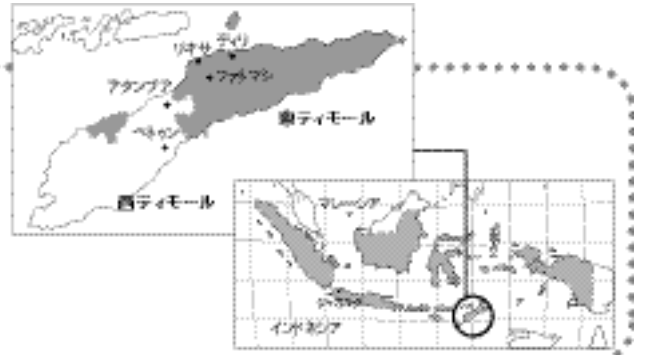 リキサ
ディリ
ファトマシ
アタンブア
東ティモール
ベトゥン
西ティモール
マレーシア
インドネシア